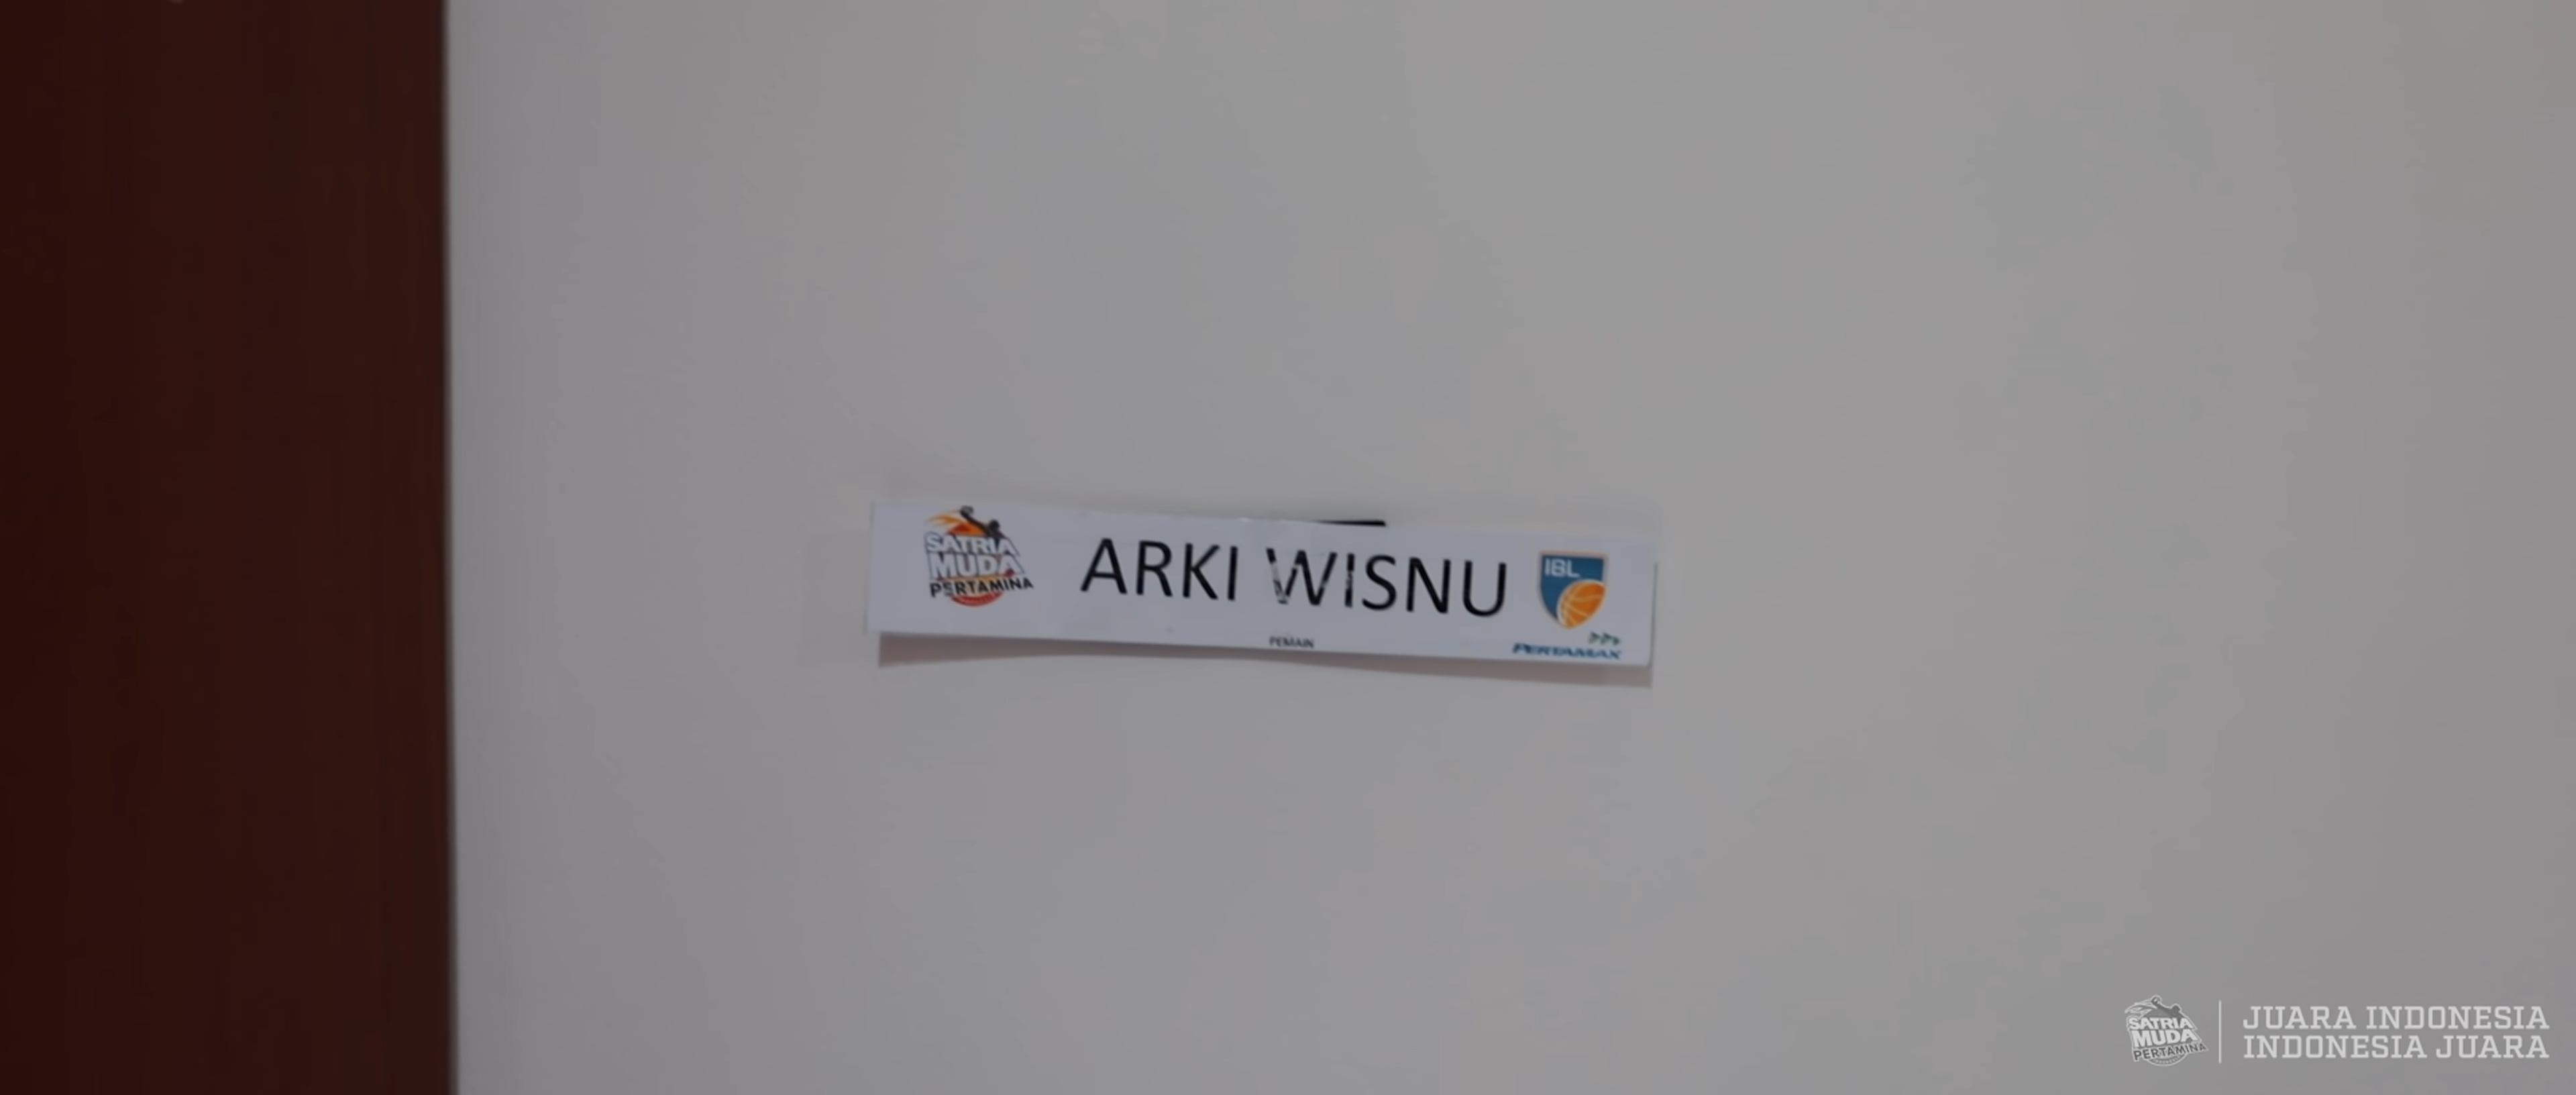 SATRIA
MUDA
PERTAMINA
ARKI WISNU
IBL
PEMAIN
PERTAMAX
SATRIA
MUDA
PERTAMINA
JUARA INDONESIA
INDONESIA JUARA